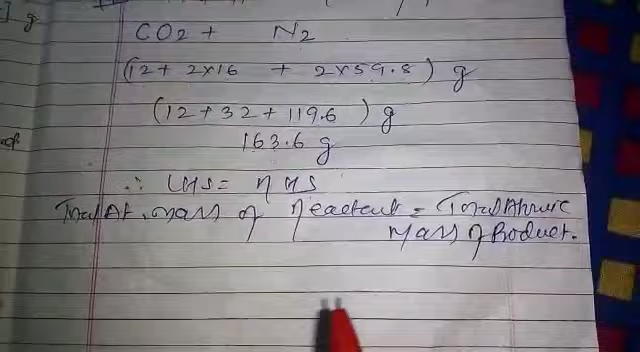 CO2 + N2
(12 + 2x16 + 2x59.8) g
(12 + 32 + 119.6) g
163.6 g
∴ LHS = RHS
Total At. mass of Reactant = Total Atomic
Mass of Product.